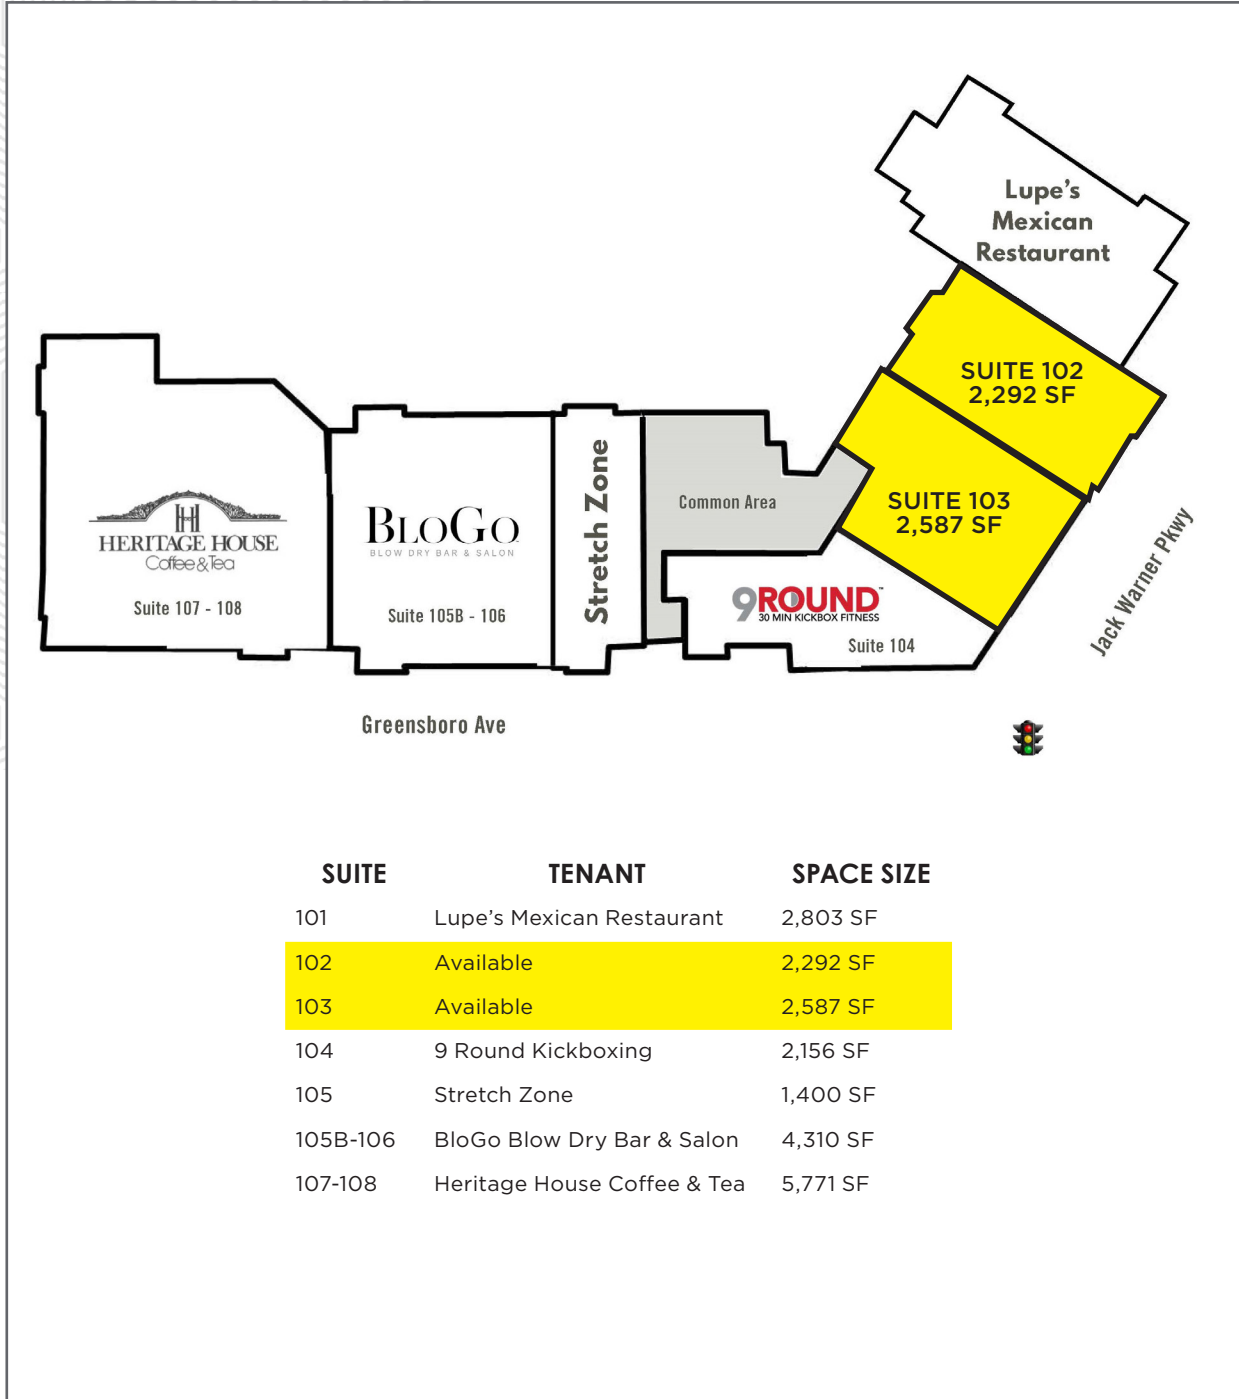 Lupe's
Mexican
Restaurant
SUITE 102
2,292 SF
SUITE 103
2,587 SF
Jack Warner Pkwy
Common Area
Stretch Zone
BLOGO
BLOW DRY BAR & SALON
Suite 105B - 106
HH
HERITAGE HOUSE
Coffee & Tea
Suite 107 - 108
9ROUND™
30 MIN KICKBOX FITNESS
Suite 104
Greensboro Ave
SUITE TENANT SPACE SIZE
101 Lupe's Mexican Restaurant 2,803 SF
102 Available 2,292 SF
103 Available 2,587 SF
104 9 Round Kickboxing 2,156 SF
105 Stretch Zone 1,400 SF
105B-106 BloGo Blow Dry Bar & Salon 4,310 SF
107-108 Heritage House Coffee & Tea 5,771 SF